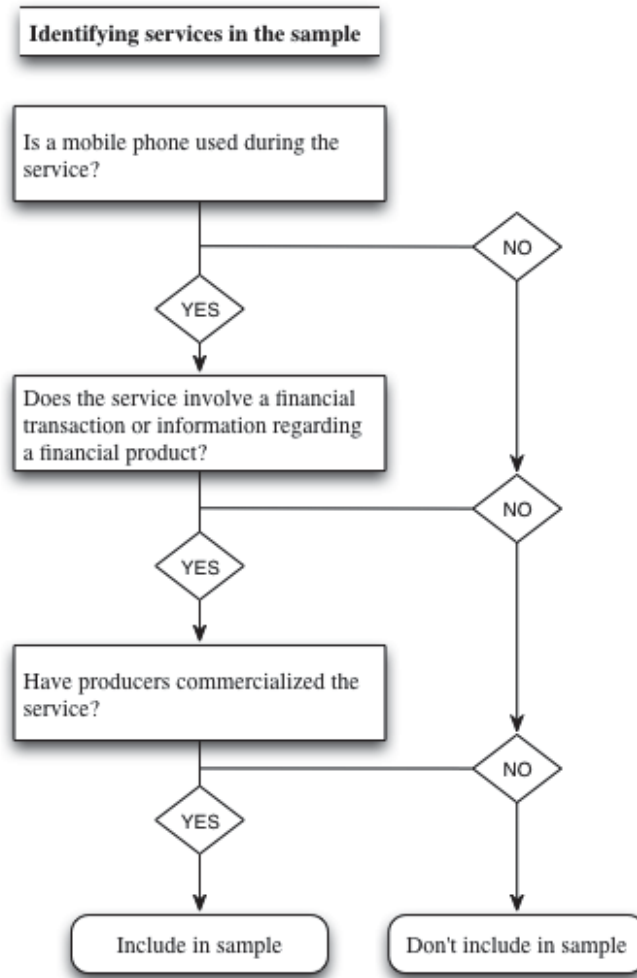 Identifying services in the sample
Is a mobile phone used during the
service?
NO
YES
Does the service involve a financial
transaction or information regarding
a financial product?
NO
YES
Have producers commercialized the
service?
NO
YES
Include in sample
Don't include in sample